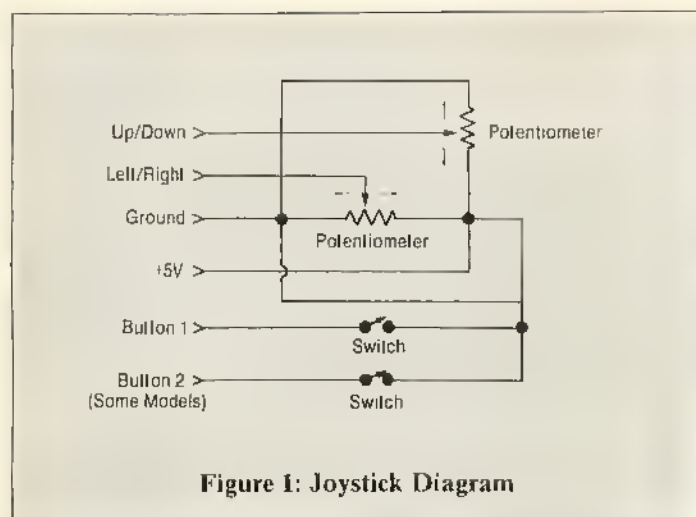 Up/Down
Potentiometer
Left/Right
Ground
Potentiometer
+5V
Button 1
Switch
Button 2
(Some Models)
Switch
Figure 1: Joystick Diagram